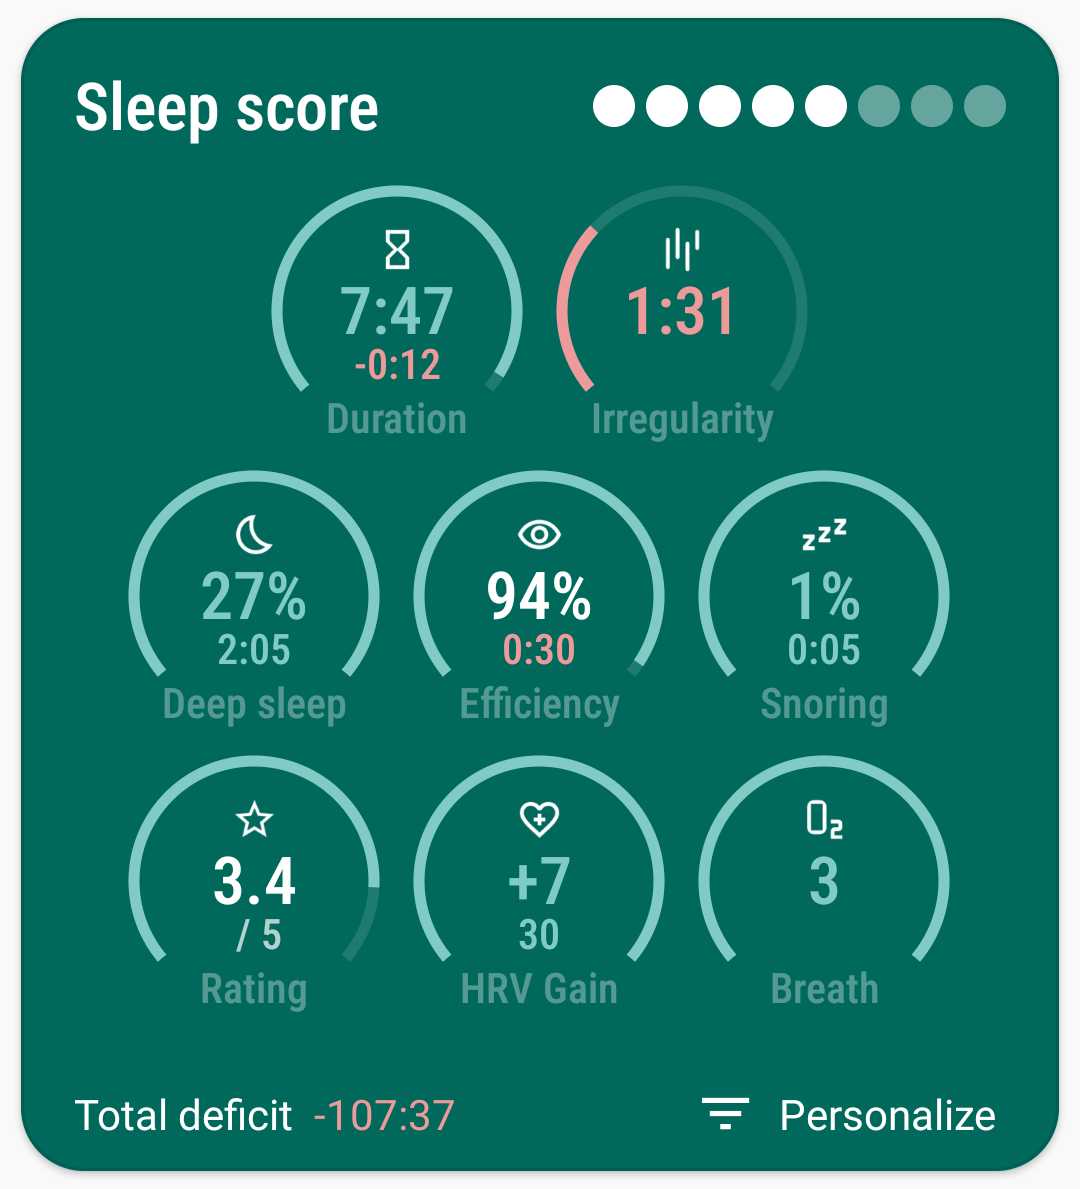 Sleep score
7:47
-0:12
Duration
1:31
Irregularity
27%
2:05
Deep sleep
94%
0:30
Efficiency
zzz
1%
0:05
Snoring
3.4
/ 5
Rating
+7
30
HRV Gain
O2
3
Breath
Total deficit -107:37
Personalize